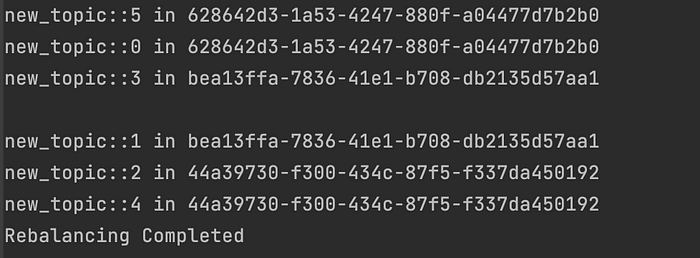 new_topic::5 in 628642d3-1a53-4247-880f-a04477d7b2b0
new_topic::0 in 628642d3-1a53-4247-880f-a04477d7b2b0
new_topic::3 in bea13ffa-7836-41e1-b708-db2135d57aa1
new_topic::1 in bea13ffa-7836-41e1-b708-db2135d57aa1
new_topic::2 in 44a39730-f300-434c-87f5-f337da450192
new_topic::4 in 44a39730-f300-434c-87f5-f337da450192
Rebalancing Completed